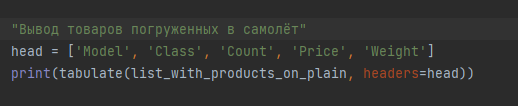 "Вывод товаров погруженных в самолёт"
head = ['Model', 'Class', 'Count', 'Price', 'Weight']
print(tabulate(list_with_products_on_plain, headers=head))